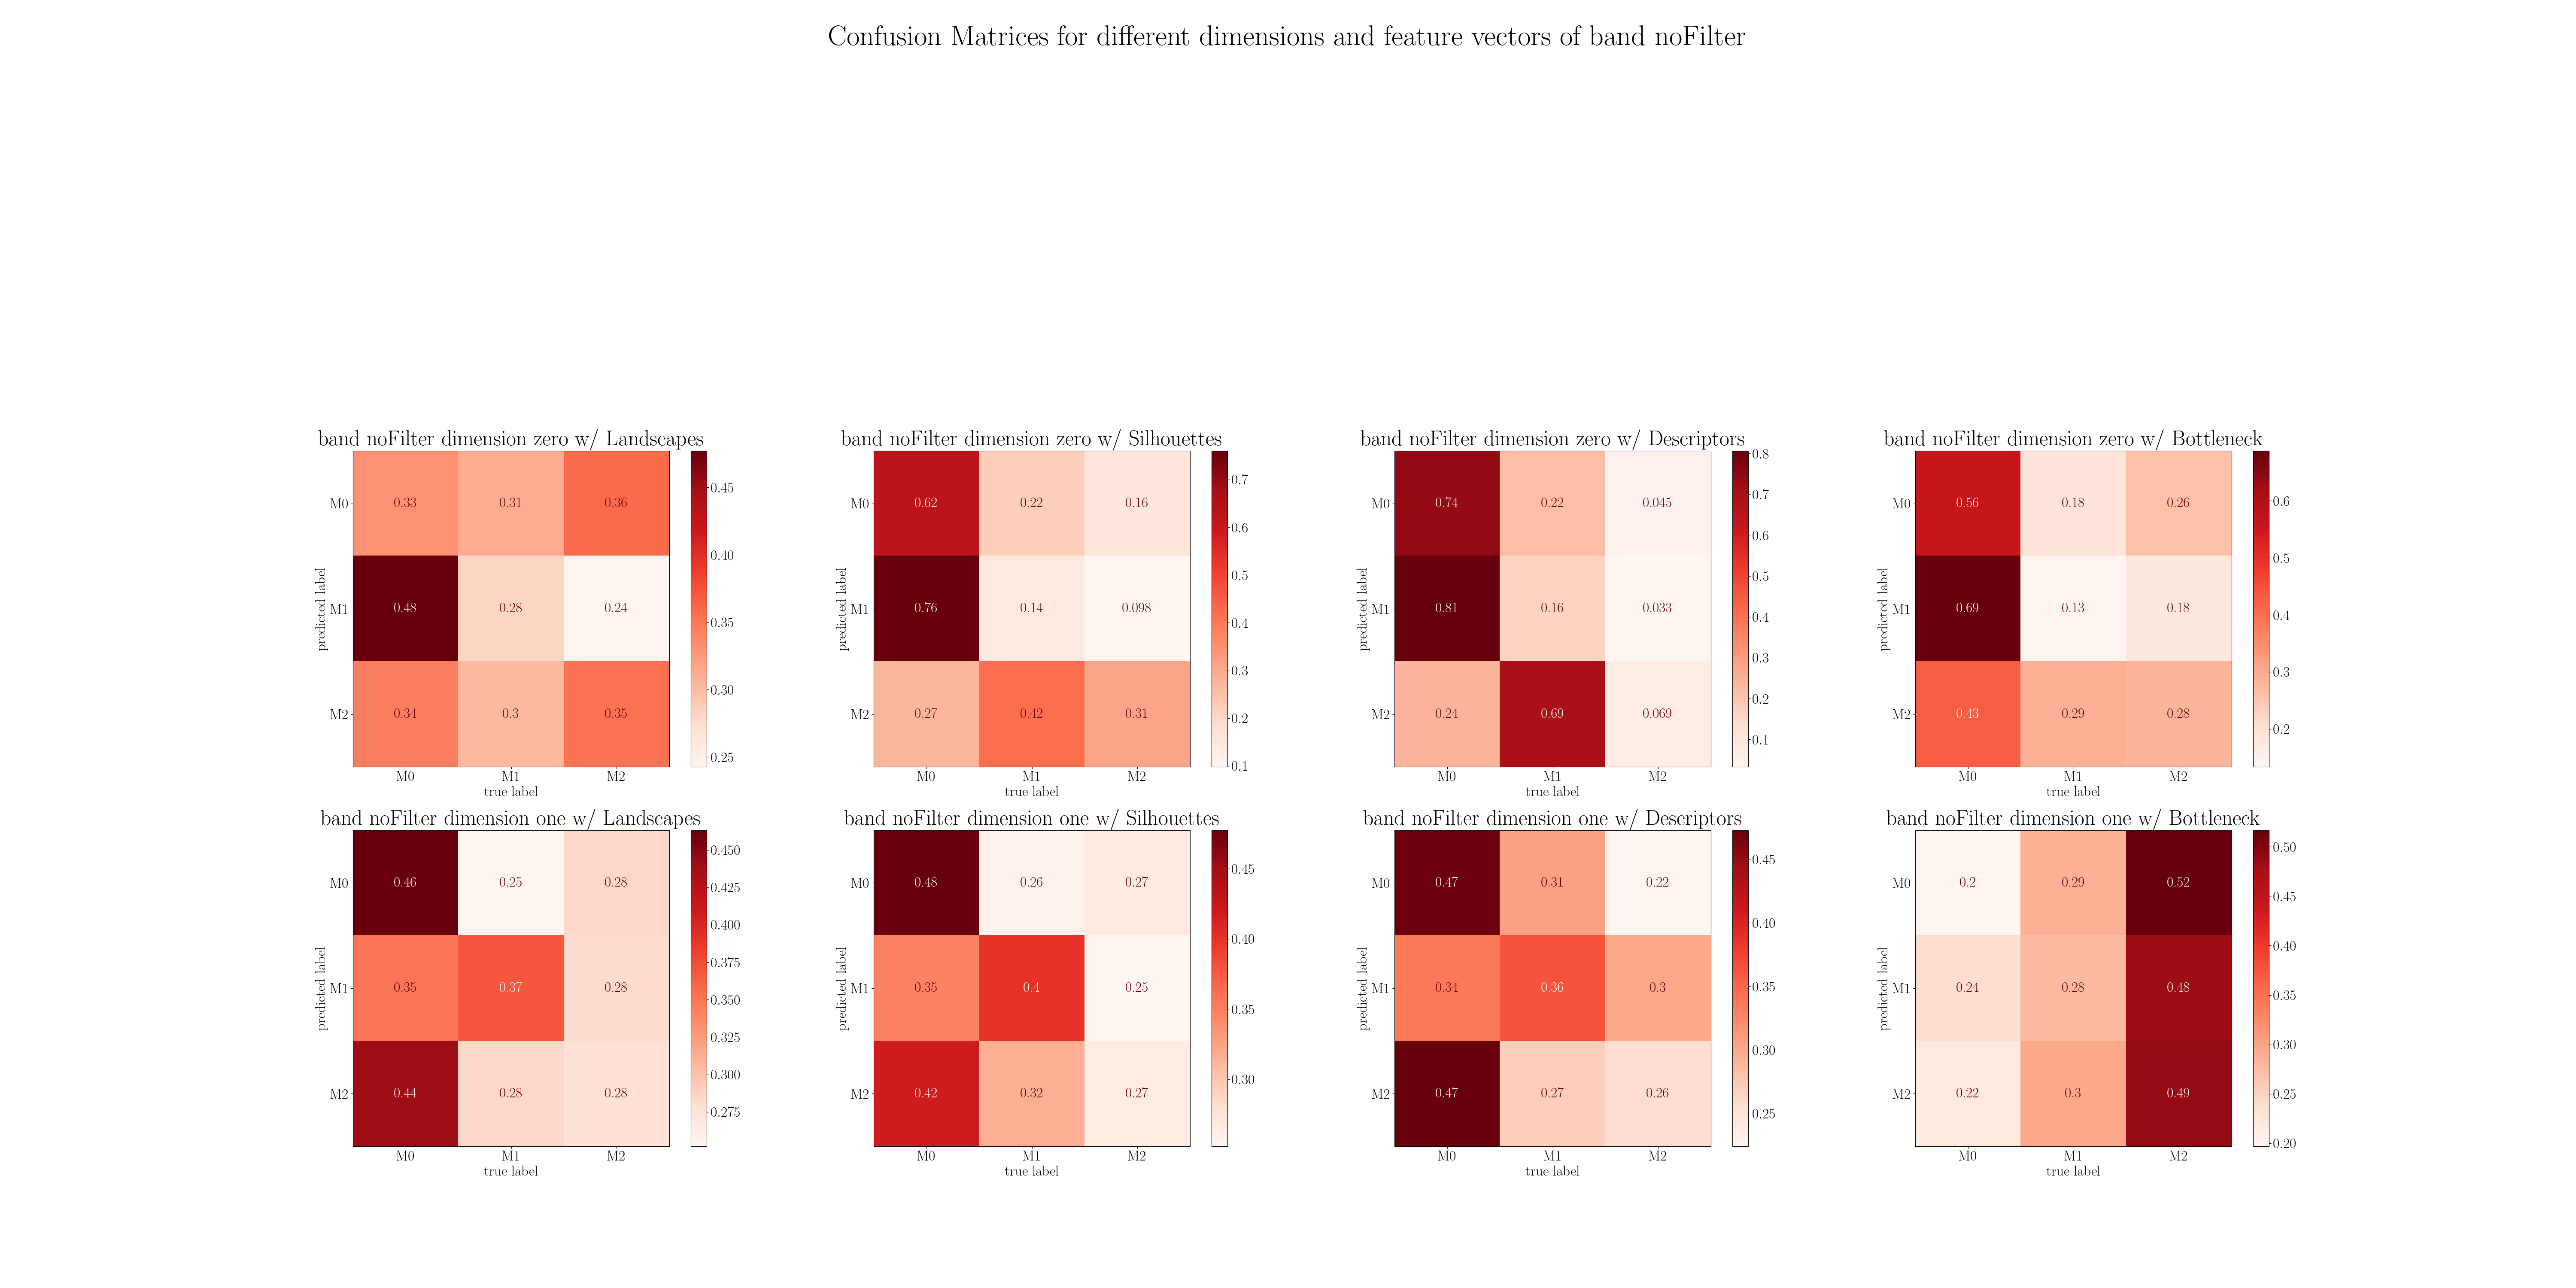 Confusion Matrices for different dimensions and feature vectors of band noFilter
band noFilter dimension zero w/ Landscapes
predicted label
M0 0.33 0.31 0.36
M1 0.48 0.28 0.24
M2 0.34 0.3 0.35
M0 M1 M2
true label
0.45
0.40
0.35
0.30
0.25
band noFilter dimension zero w/ Silhouettes
predicted label
M0 0.62 0.22 0.16
M1 0.76 0.14 0.098
M2 0.27 0.42 0.31
M0 M1 M2
true label
0.7
0.6
0.5
0.4
0.3
0.2
0.1
band noFilter dimension zero w/ Descriptors
predicted label
M0 0.74 0.22 0.045
M1 0.81 0.16 0.033
M2 0.24 0.69 0.069
M0 M1 M2
true label
0.8
0.7
0.6
0.5
0.4
0.3
0.2
0.1
band noFilter dimension zero w/ Bottleneck
predicted label
M0 0.56 0.18 0.26
M1 0.69 0.13 0.18
M2 0.43 0.29 0.28
M0 M1 M2
true label
0.6
0.5
0.4
0.3
0.2
band noFilter dimension one w/ Landscapes
predicted label
M0 0.46 0.25 0.28
M1 0.35 0.37 0.28
M2 0.44 0.28 0.28
M0 M1 M2
true label
0.450
0.425
0.400
0.375
0.350
0.325
0.300
0.275
band noFilter dimension one w/ Silhouettes
predicted label
M0 0.48 0.26 0.27
M1 0.35 0.4 0.25
M2 0.42 0.32 0.27
M0 M1 M2
true label
0.45
0.40
0.35
0.30
band noFilter dimension one w/ Descriptors
predicted label
M0 0.47 0.31 0.22
M1 0.34 0.36 0.3
M2 0.47 0.27 0.26
M0 M1 M2
true label
0.45
0.40
0.35
0.30
0.25
band noFilter dimension one w/ Bottleneck
predicted label
M0 0.2 0.29 0.52
M1 0.24 0.28 0.48
M2 0.22 0.3 0.49
M0 M1 M2
true label
0.50
0.45
0.40
0.35
0.30
0.25
0.20